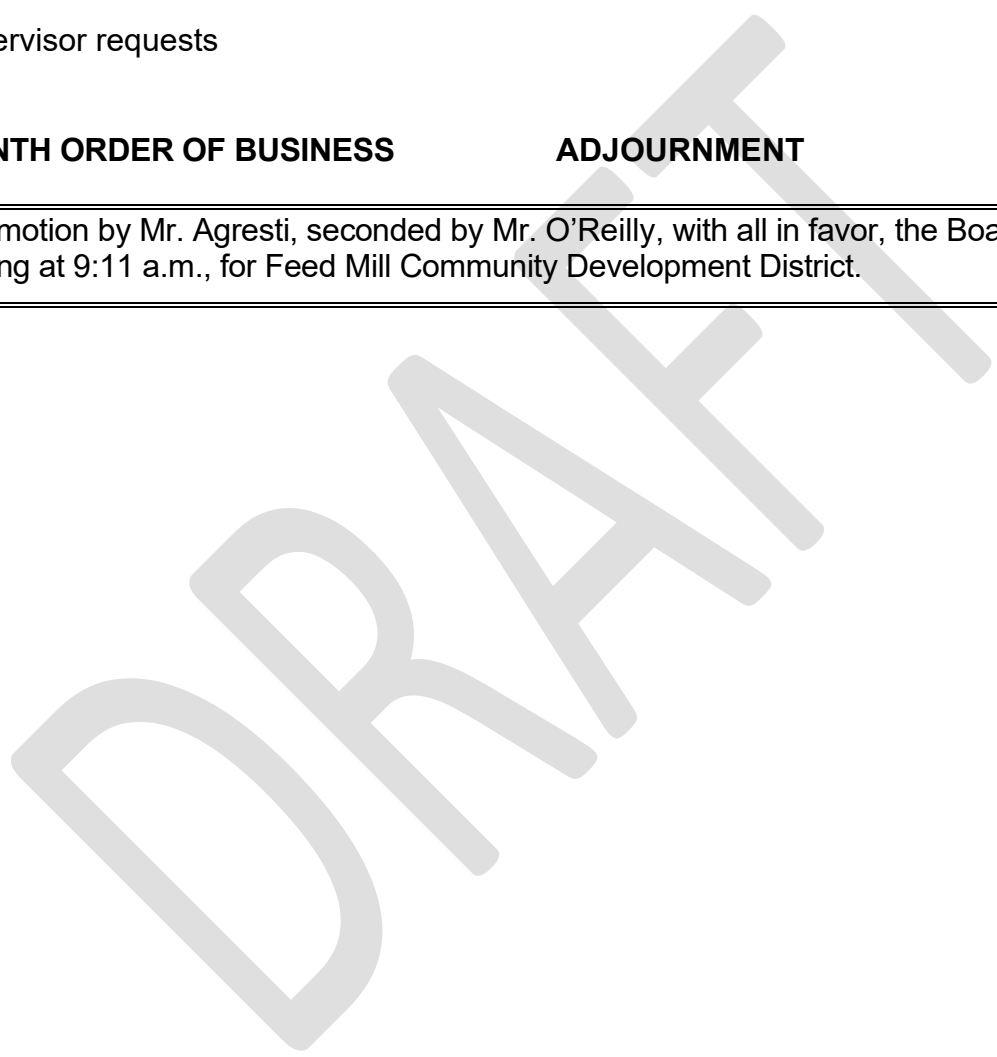 ervisor requests
NTH ORDER OF BUSINESS ADJOURNMENT
motion by Mr. Agresti, seconded by Mr. O’Reilly, with all in favor, the Boa
ng at 9:11 a.m., for Feed Mill Community Development District.
DRAFT